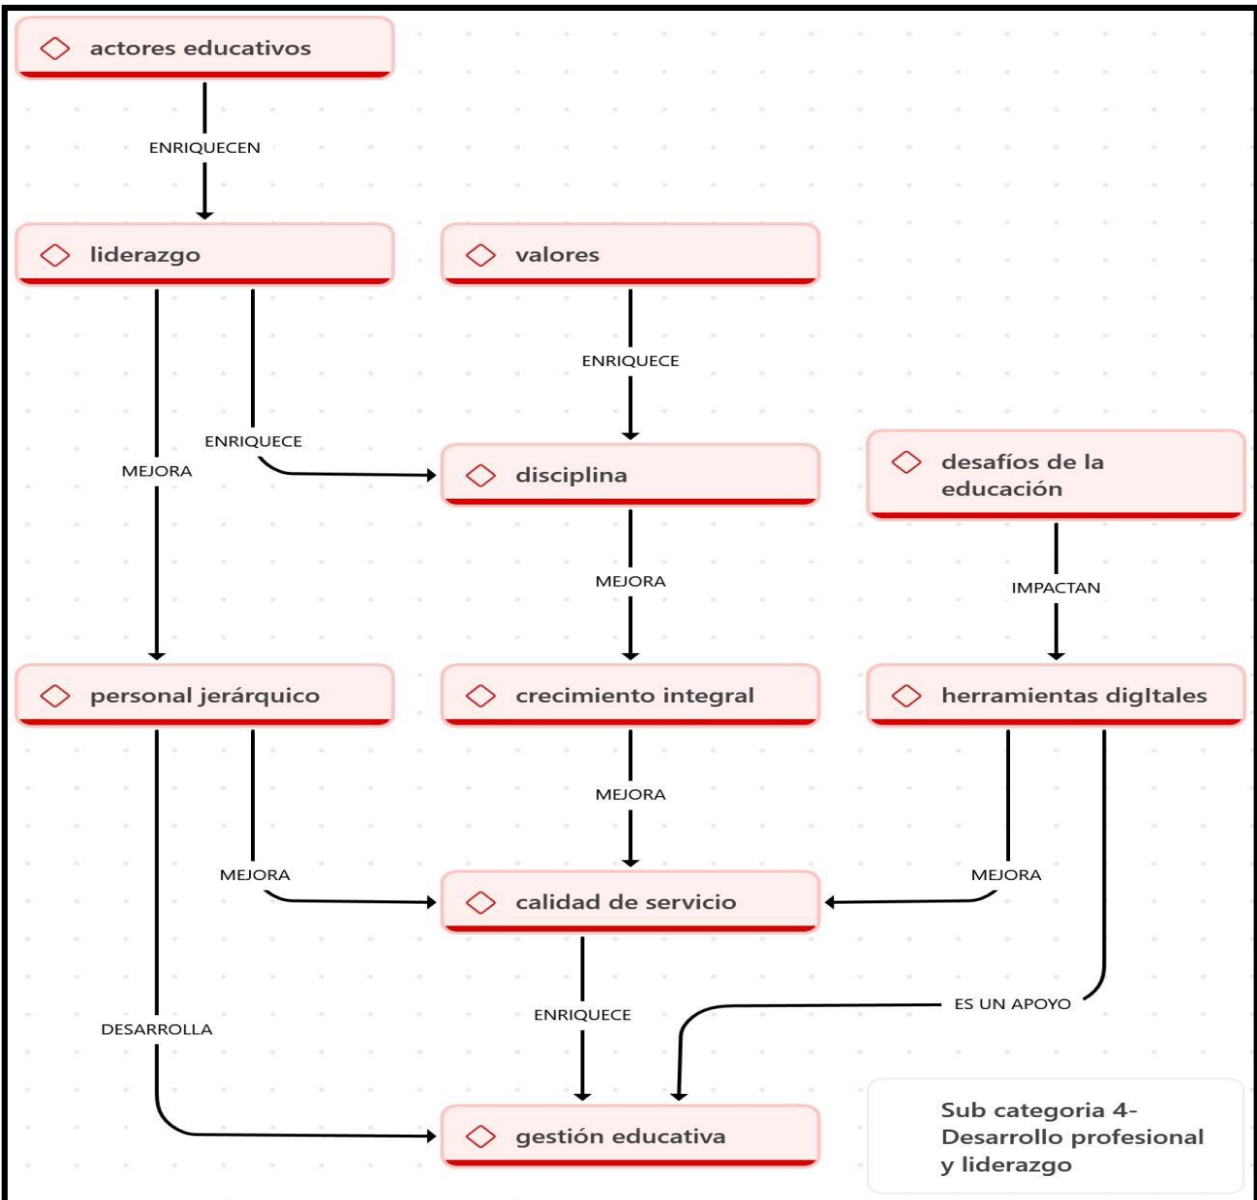 actores educativos
ENRIQUECEN
liderazgo
valores
ENRIQUECE
ENRIQUECE
MEJORA
disciplina
desafíos de la
educación
MEJORA
IMPACTAN
personal jerárquico
crecimiento integral
herramientas digItales
MEJORA
MEJORA
MEJORA
calidad de servicio
ENRIQUECE
ES UN APOYO
DESARROLLA
gestión educativa
Sub categoria 4-
Desarrollo profesional
y liderazgo